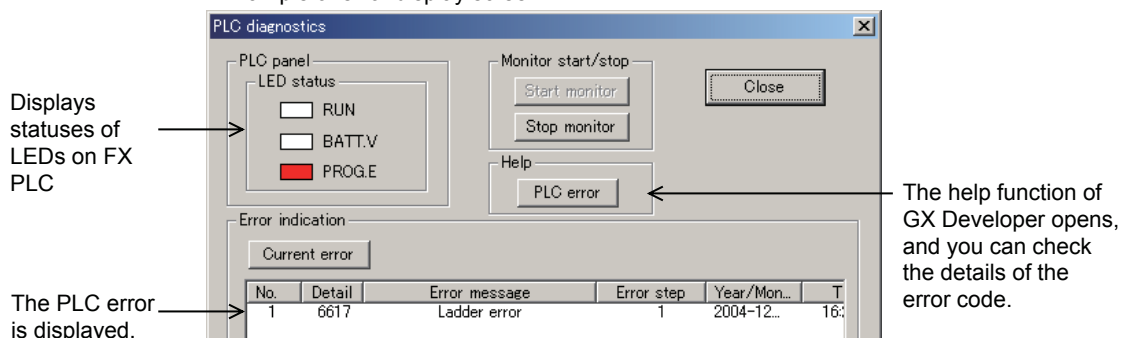 PLC diagnostics
PLC panel
LED status
RUN
BATT.V
PROG.E
Monitor start/stop
Start monitor
Stop monitor
Close
Help
PLC error
Displays
statuses of
LEDs on FX
PLC
The help function of
GX Developer opens,
and you can check
the details of the
error code.
Error indication
Current error
No. Detail Error message Error step Year/Mon... T
1 6617 Ladder error 1 2004-12...
The PLC error
is displayed.